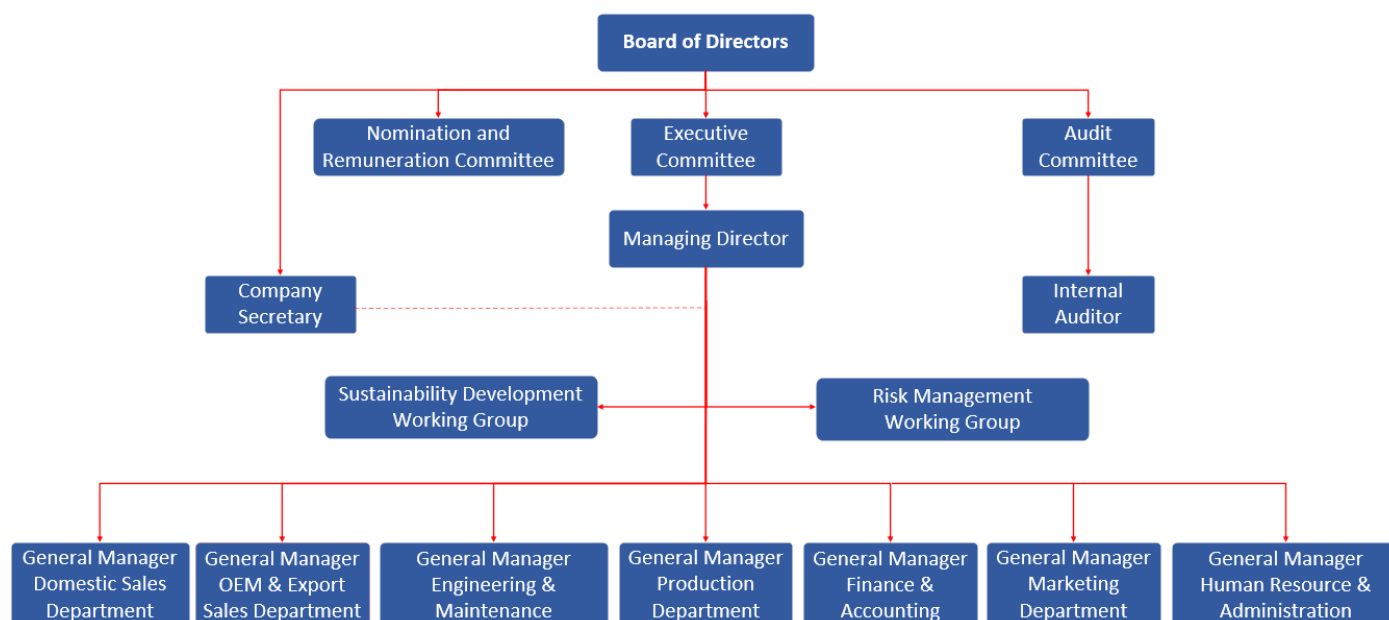 Board of Directors
Nomination and
Remuneration Committee
Executive
Committee
Audit
Committee
Managing Director
Company
Secretary
Internal
Auditor
Sustainability Development
Working Group
Risk Management
Working Group
General Manager
Domestic Sales
Department
General Manager
OEM & Export
Sales Department
General Manager
Engineering &
Maintenance
General Manager
Production
Department
General Manager
Finance &
Accounting
General Manager
Marketing
Department
General Manager
Human Resource &
Administration